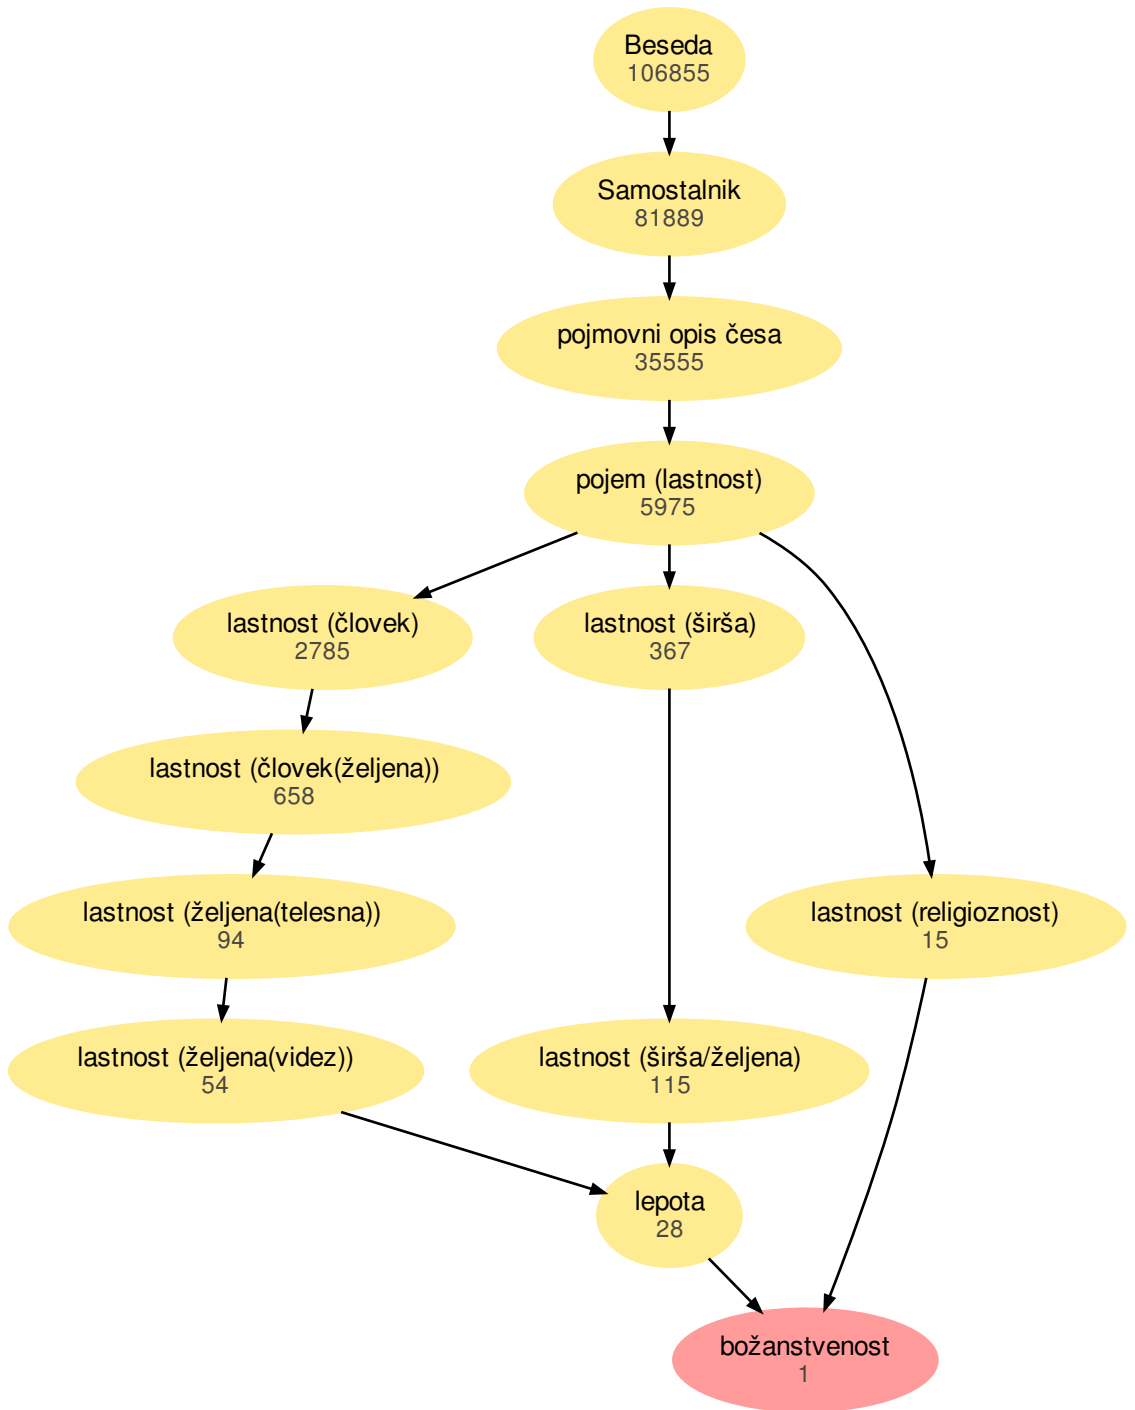 Beseda
106855
Samostalnik
81889
pojmovni opis česa
35555
pojem (lastnost)
5975
lastnost (človek)
2785
lastnost (širša)
367
lastnost (človek(željena))
658
lastnost (željena(telesna))
94
lastnost (religioznost)
15
lastnost (željena(videz))
54
lastnost (širša/željena)
115
lepota
28
božanstvenost
1